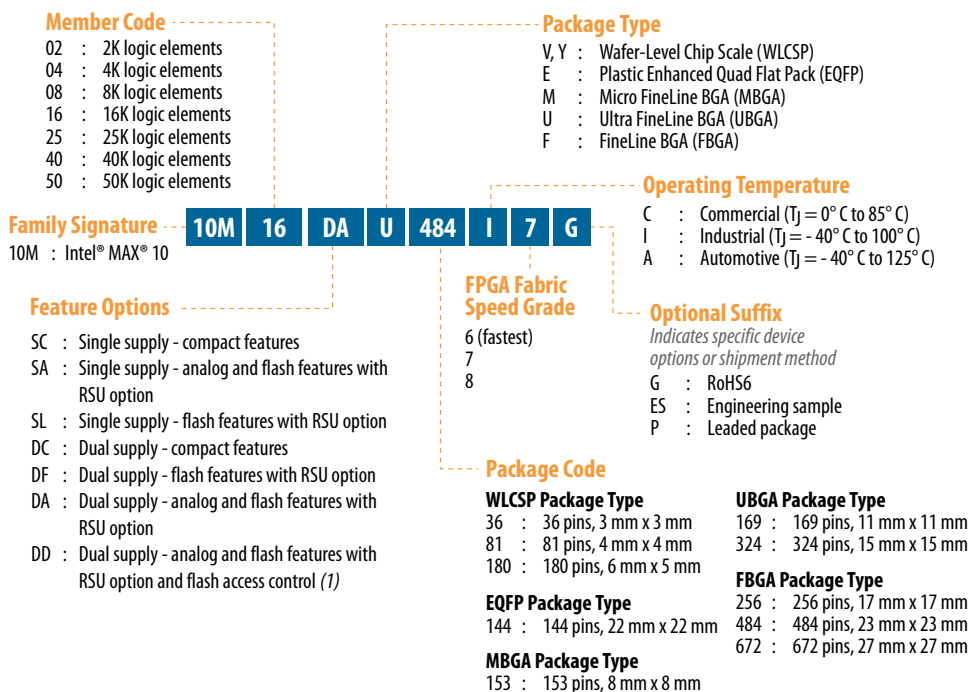 Member Code
02 : 2K logic elements
04 : 4K logic elements
08 : 8K logic elements
16 : 16K logic elements
25 : 25K logic elements
40 : 40K logic elements
50 : 50K logic elements
Package Type
V, Y : Wafer-Level Chip Scale (WLCSP)
E : Plastic Enhanced Quad Flat Pack (EQFP)
M : Micro FineLine BGA (MBGA)
U : Ultra FineLine BGA (UBGA)
F : FineLine BGA (FBGA)
Family Signature
10M : Intel® MAX® 10
10M 16 DA U 484 I 7 G
Operating Temperature
C : Commercial (TJ = 0° C to 85° C)
I : Industrial (TJ = - 40° C to 100° C)
A : Automotive (TJ = - 40° C to 125° C)
Feature Options
SC : Single supply - compact features
SA : Single supply - analog and flash features with
RSU option
SL : Single supply - flash features with RSU option
DC : Dual supply - compact features
DF : Dual supply - flash features with RSU option
DA : Dual supply - analog and flash features with
RSU option
DD : Dual supply - analog and flash features with
RSU option and flash access control (1)
FPGA Fabric
Speed Grade
6 (fastest)
7
8
Optional Suffix
Indicates specific device
options or shipment method
G : RoHS6
ES : Engineering sample
P : Leaded package
Package Code
WLCSP Package Type
36 : 36 pins, 3 mm x 3 mm
81 : 81 pins, 4 mm x 4 mm
180 : 180 pins, 6 mm x 5 mm
EQFP Package Type
144 : 144 pins, 22 mm x 22 mm
MBGA Package Type
153 : 153 pins, 8 mm x 8 mm
UBGA Package Type
169 : 169 pins, 11 mm x 11 mm
324 : 324 pins, 15 mm x 15 mm
FBGA Package Type
256 : 256 pins, 17 mm x 17 mm
484 : 484 pins, 23 mm x 23 mm
672 : 672 pins, 27 mm x 27 mm